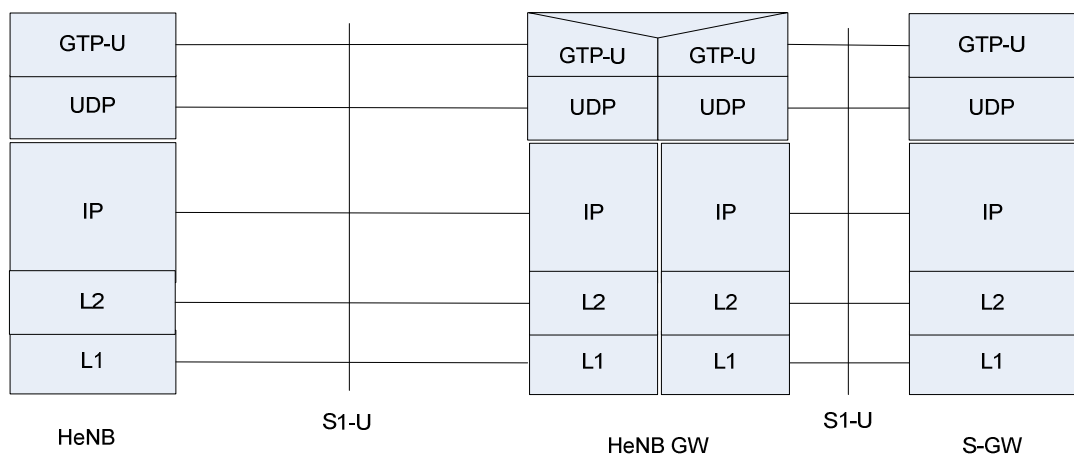 GTP-U GTP-U GTP-U GTP-U
UDP UDP UDP UDP
IP IP IP IP
L2 L2 L2 L2
L1 L1 L1 L1
S1-U S1-U
HeNB HeNB GW S-GW